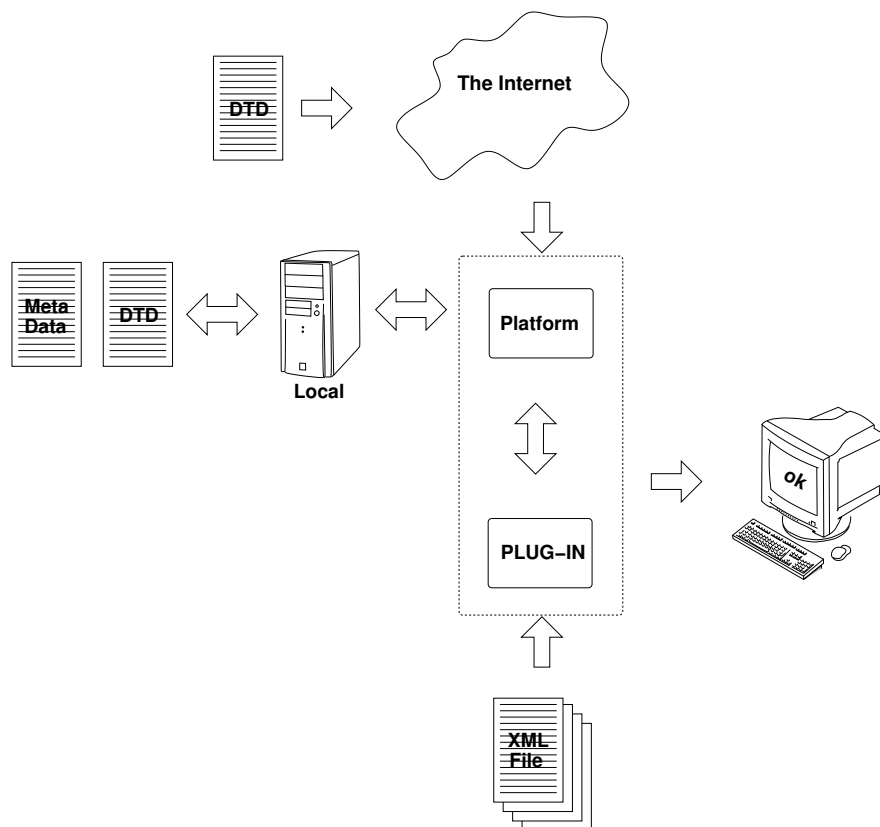 The Internet
DTD
Meta
Data
DTD
Local
Platform
ok
PLUG–IN
XML
File